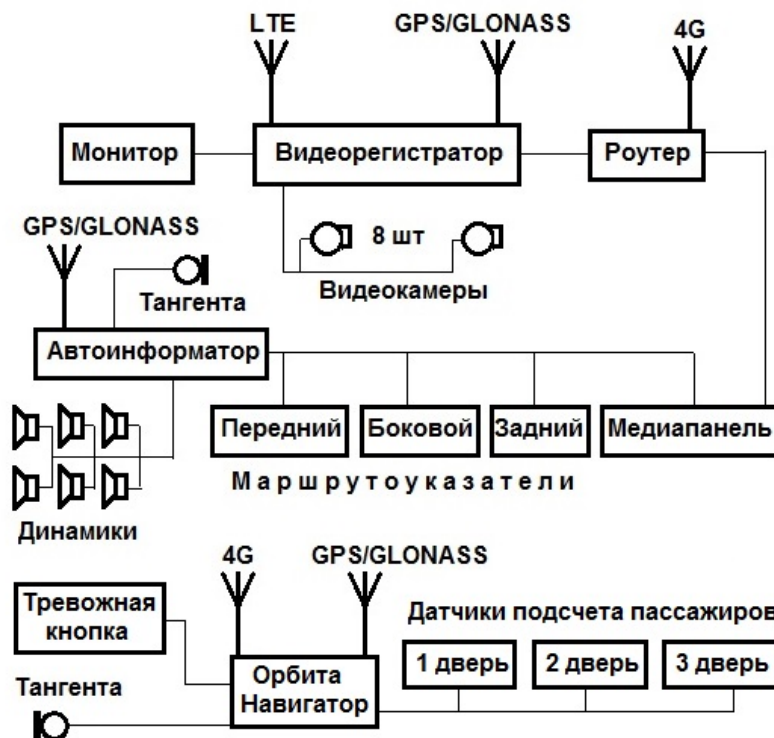 LTE
GPS/GLONASS
4G
Монитор
Видеорегистратор
Роутер
GPS/GLONASS
8 шт
Тангента
Видеокамеры
Автоинформатор
Передний
Боковой
Задний
Медиапанель
М а р ш р у т о у к а з а т е л и
Динамики
4G
GPS/GLONASS
Тревожная
кнопка
Датчики подсчета пассажиров
1 дверь
2 дверь
3 дверь
Орбита
Навигатор
Тангента